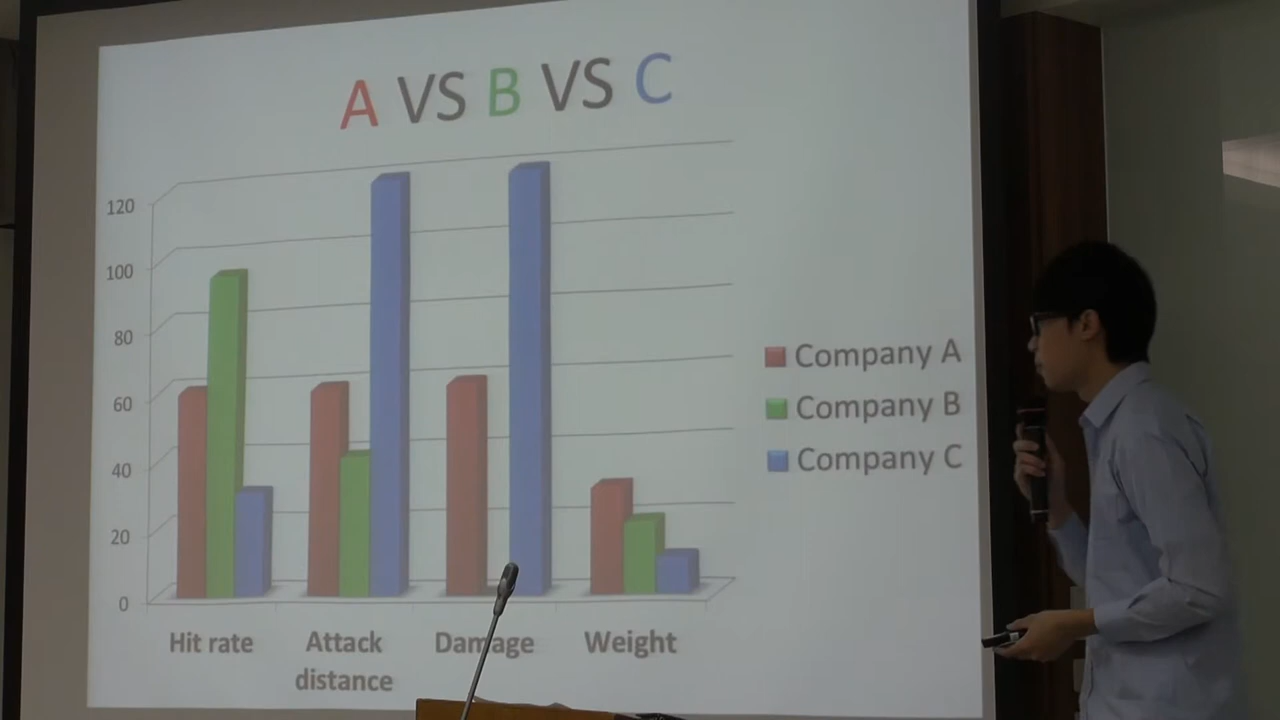 A VS B VS C
120
100
80
60
40
20
0
Hit rate
Attack
distance
Damage
Weight
Company A
Company B
Company C